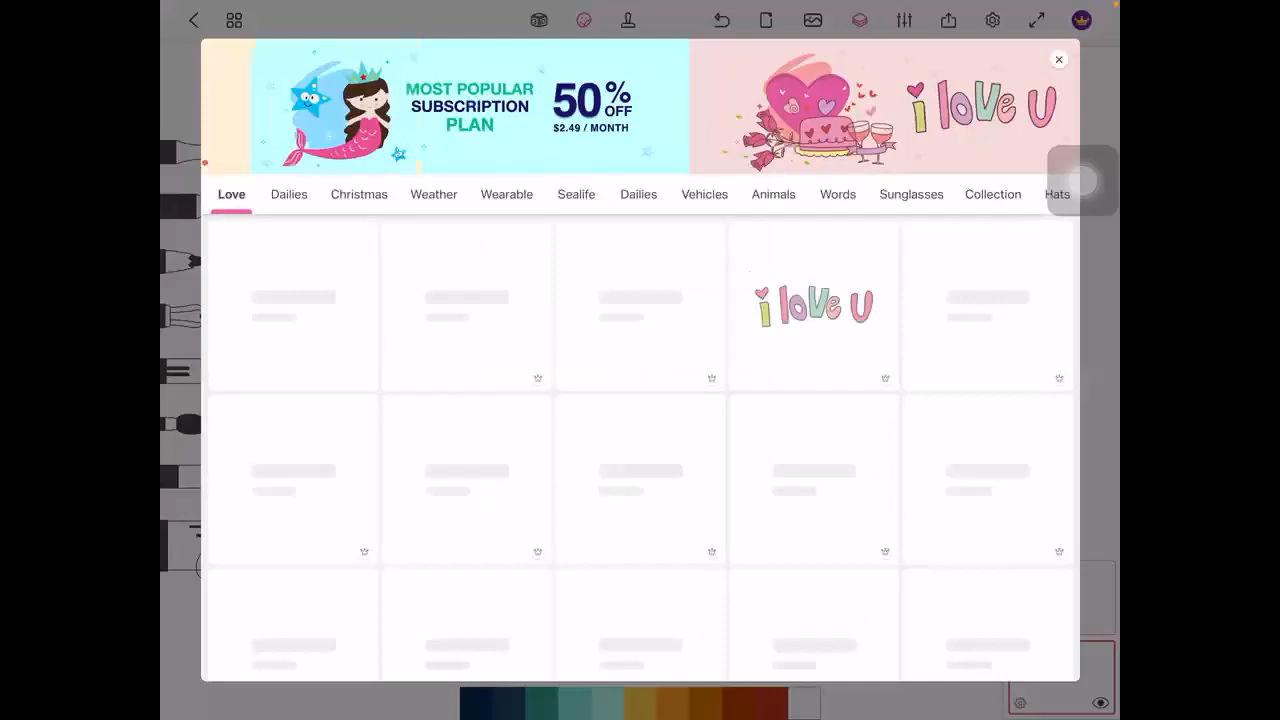 MOST POPULAR
SUBSCRIPTION
PLAN
50% OFF
$2.49 / MONTH
i love U
Love Dailies Christmas Weather Wearable Sealife Dailies Vehicles Animals Words Sunglasses Collection Hats
i love U